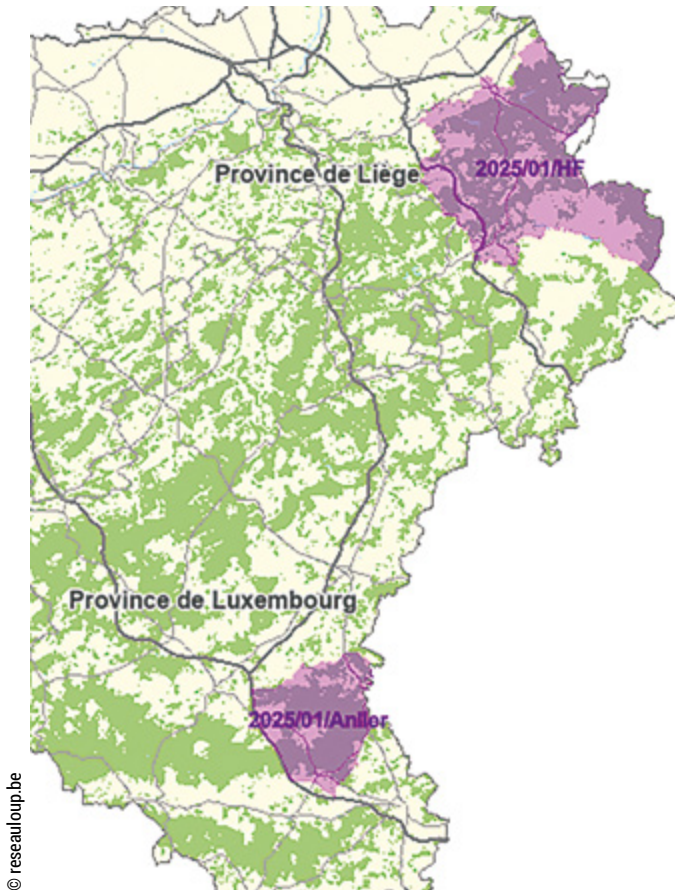 Province de Liège
2025/01/HF
Province de Luxembourg
2025/01/Anlier
© reseauloup.be